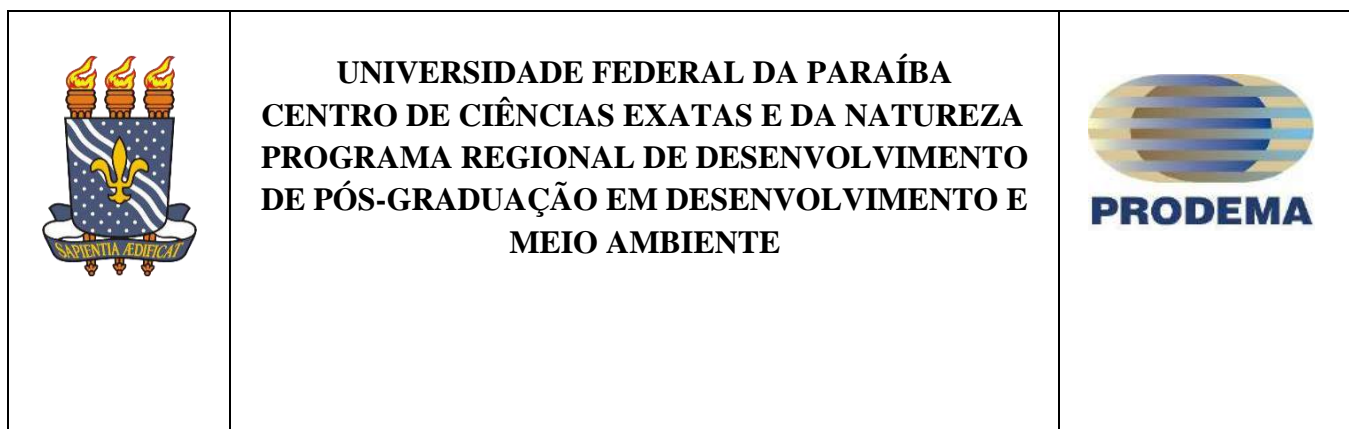 UNIVERSIDADE FEDERAL DA PARAÍBA
CENTRO DE CIÊNCIAS EXATAS E DA NATUREZA
PROGRAMA REGIONAL DE DESENVOLVIMENTO
DE PÓS-GRADUAÇÃO EM DESENVOLVIMENTO E
MEIO AMBIENTE
SAPIENTIA ÆDIFICAT
PRODEMA